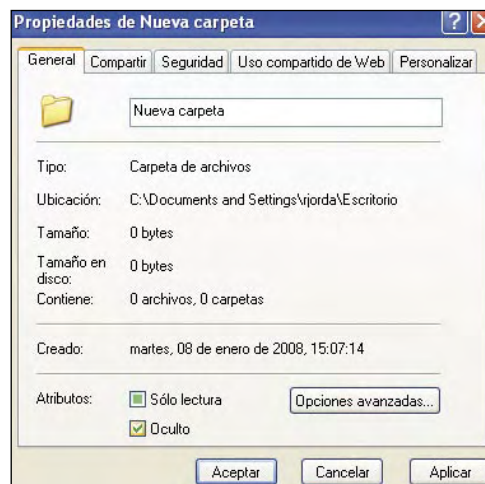 Propiedades de Nueva carpeta
General Compartir Seguridad Uso compartido de Web Personalizar
Nueva carpeta
Tipo: Carpeta de archivos
Ubicación: C:\Documents and Settings\rjorda\Escritorio
Tamaño: 0 bytes
Tamaño en disco: 0 bytes
Contiene: 0 archivos, 0 carpetas
Creado: martes, 08 de enero de 2008, 15:07:14
Atributos: Sólo lectura Opciones avanzadas...
Oculto
Aceptar Cancelar Aplicar